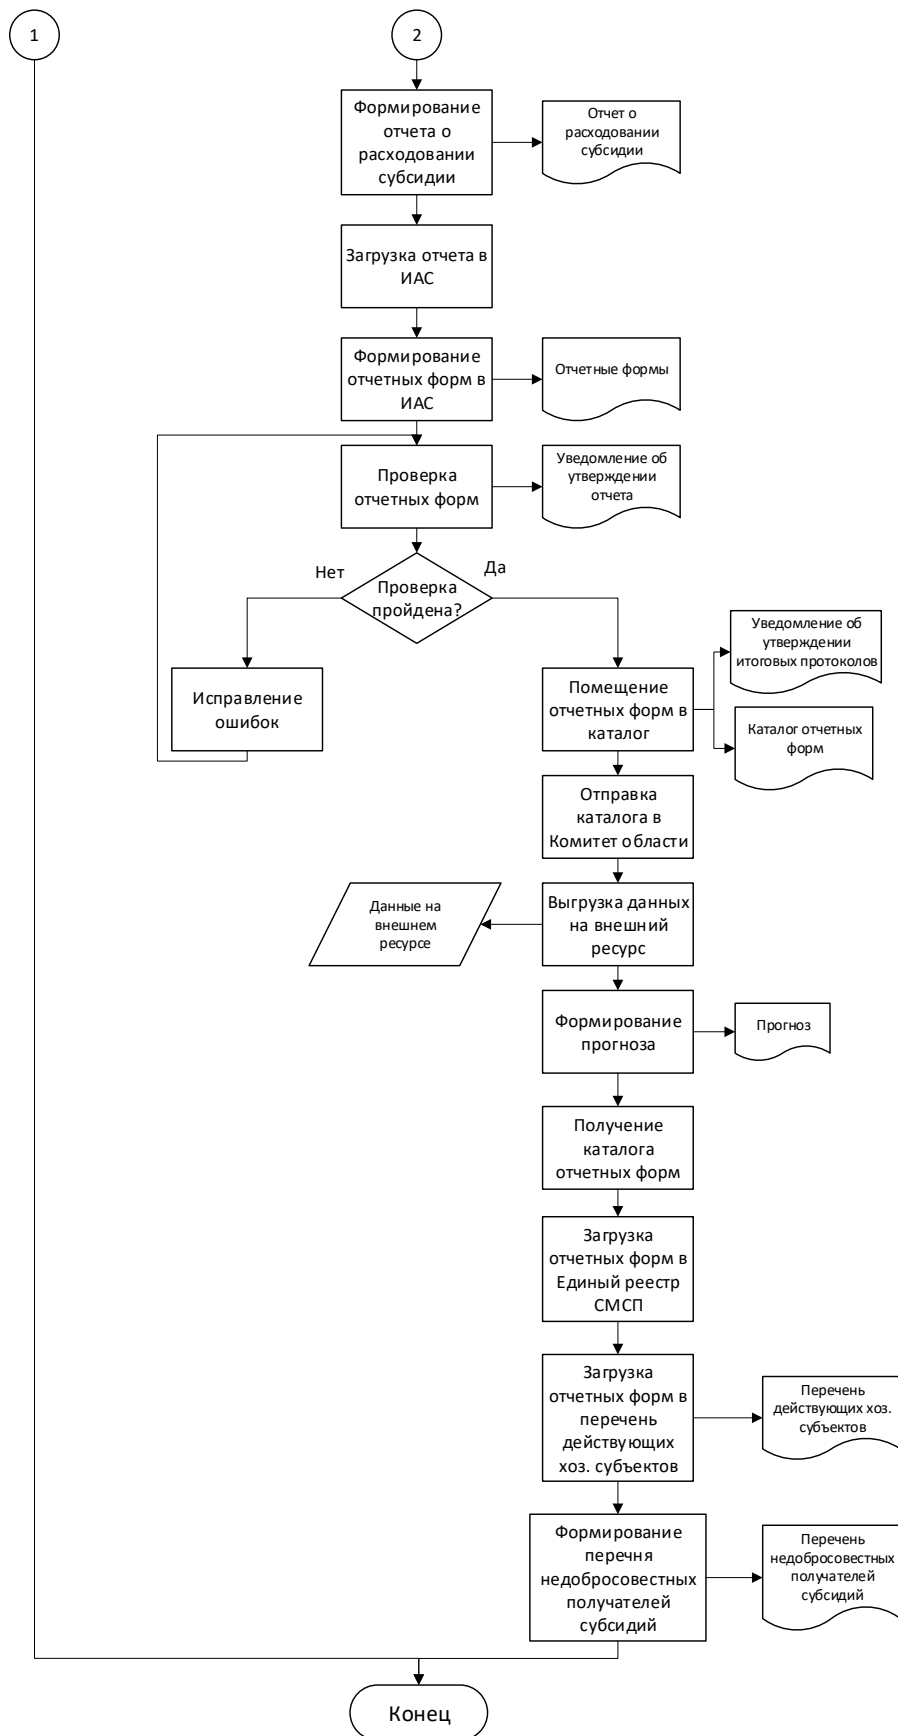 1
2
Формирование
отчета о
расходовании
субсидии
Отчет о
расходовании
субсидии
Загрузка отчета в
ИАС
Формирование
отчетных форм в
ИАС
Отчетные формы
Проверка
отчетных форм
Уведомление об
утверждении
отчета
Нет
Да
Проверка
пройдена?
Исправление
ошибок
Помещение
отчетных форм в
каталог
Уведомление об
утверждении
итоговых протоколов
Каталог отчетных
форм
Отправка
каталога в
Комитет области
Выгрузка данных
на внешний
ресурс
Данные на
внешнем
ресурсе
Формирование
прогноза
Прогноз
Получение
каталога
отчетных форм
Загрузка
отчетных форм в
Единый реестр
СМСП
Загрузка
отчетных форм в
перечень
действующих
хоз. субъектов
Перечень
действующих хоз.
субъектов
Формирование
перечня
недобросовестных
получателей
субсидий
Перечень
недобросовестных
получателей
субсидий
Конец